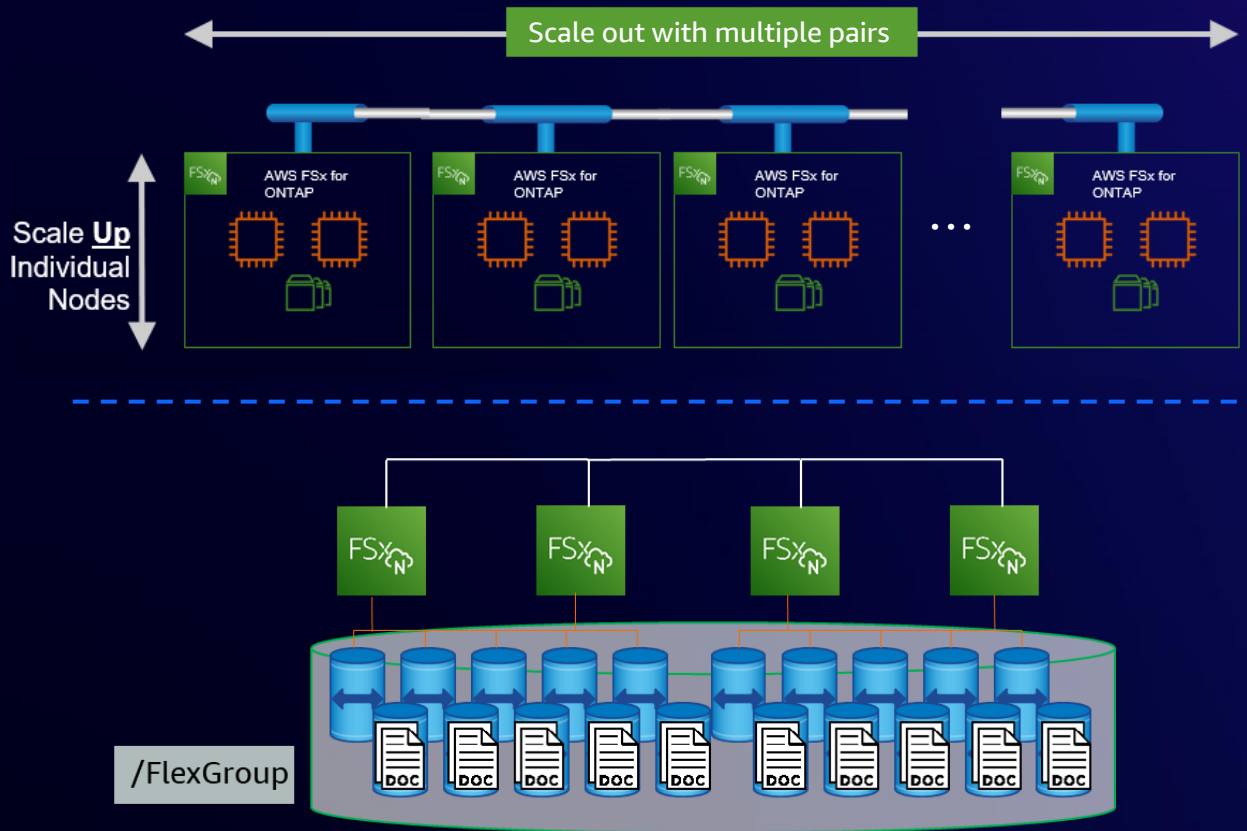 Scale out with multiple pairs
FSx N
AWS FSx for
ONTAP
FSx N
AWS FSx for
ONTAP
FSx N
AWS FSx for
ONTAP
FSx N
AWS FSx for
ONTAP
...
Scale Up
Individual
Nodes
FSx N
FSx N
FSx N
FSx N
DOC
DOC
DOC
DOC
DOC
DOC
DOC
DOC
DOC
DOC
/FlexGroup